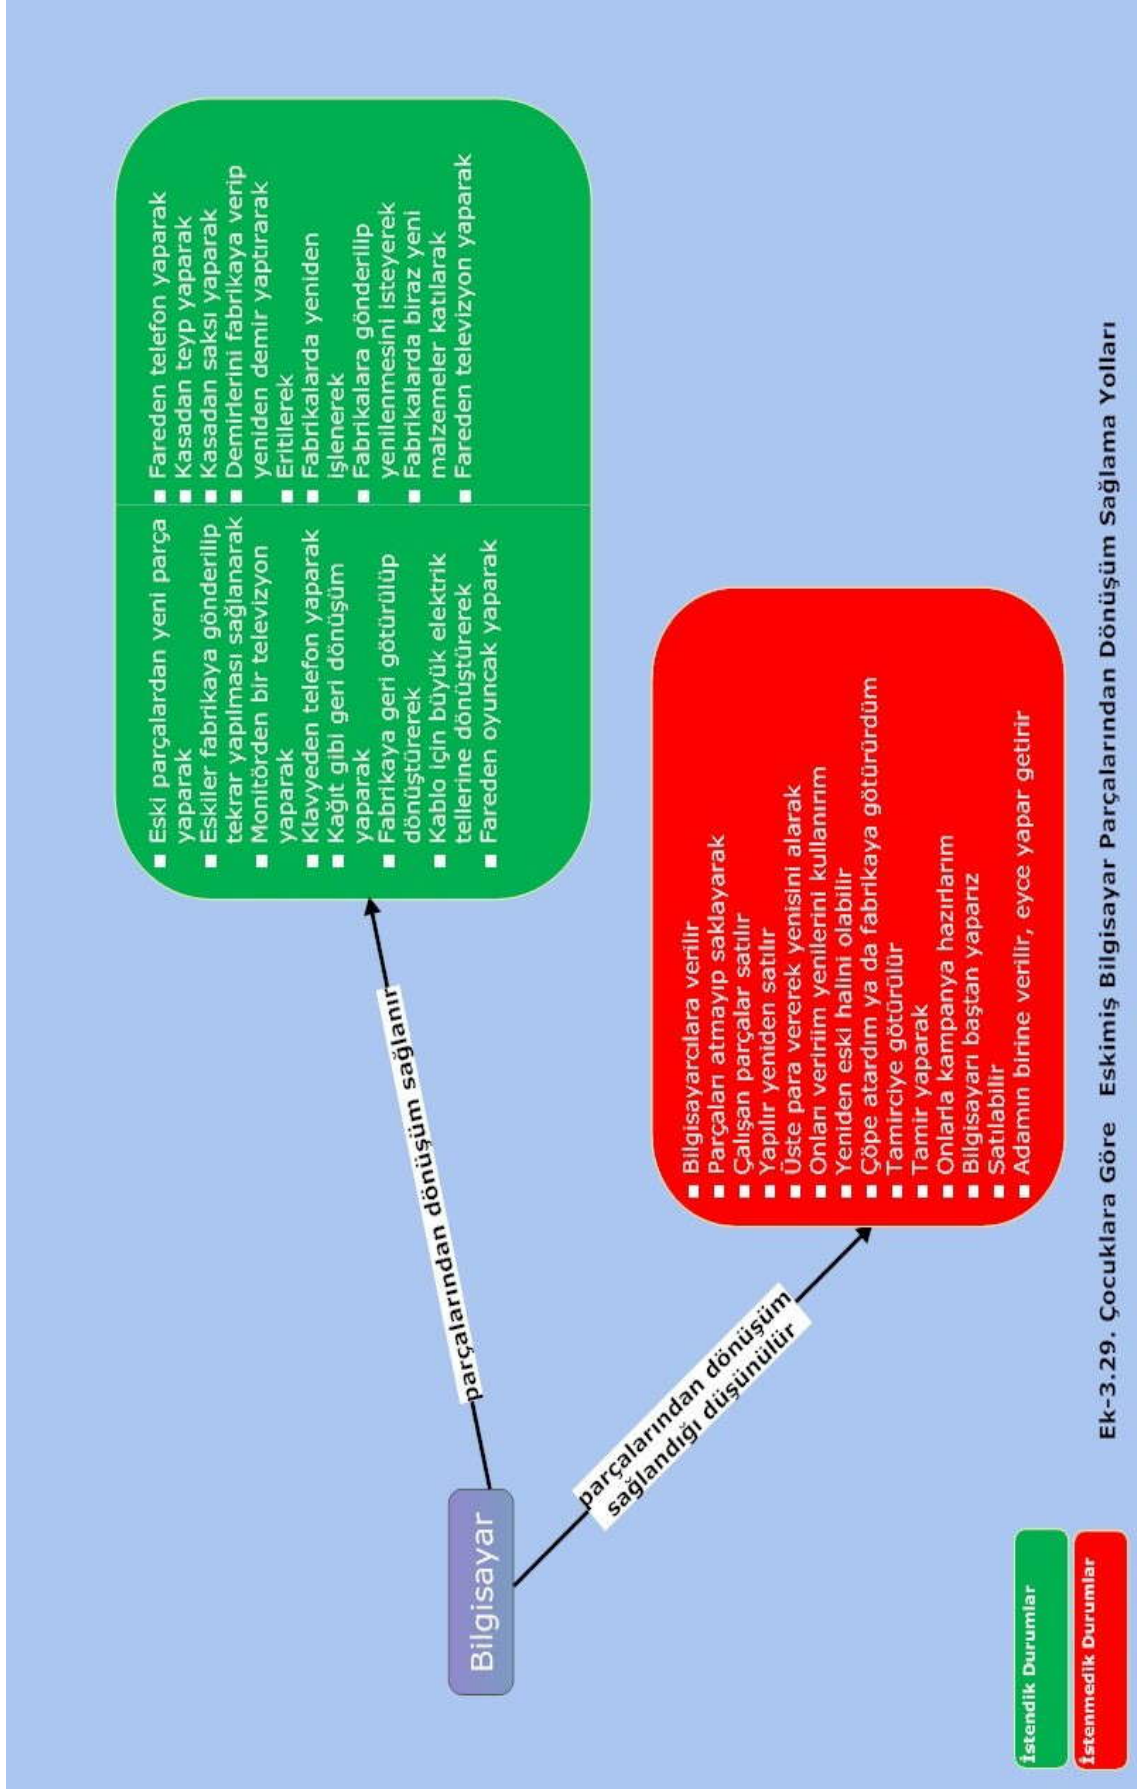 Bilgisayar
parçalarından dönüşüm sağlanır
■ Eski parçalardan yeni parça
yaparak
■ Eskiler fabrikaya gönderilip
tekrar yapılması sağlanarak
■ Monitörden bir televizyon
yaparak
■ Klavyeden telefon yaparak
■ Kağıt gibi geri dönüşüm
yaparak
■ Fabrikaya geri götürülüp
dönüştürerek
■ Kablo için büyük elektrik
tellerine dönüştürerek
■ Fareden oyuncak yaparak
■ Fareden telefon yaparak
■ Kasadan teyp yaparak
■ Kasadan saksı yaparak
■ Demirlerini fabrikaya verip
yeniden demir yaptırarak
■ Eritilerek
■ Fabrikalarda yeniden
işlenerek
■ Fabrikalara gönderilip
yenilenmesini isteyerek
■ Fabrikalarda biraz yeni
malzemeler katılarak
■ Fareden televizyon yaparak
parçalarından dönüşüm
sağlandığı düşünülür
■ Bilgisayarcılara verilir
■ Parçaları atmayıp saklayarak
■ Çalışan parçalar satılır
■ Yapılır yeniden satılır
■ Üste para vererek yenisini alarak
■ Onları veririim yenilerini kullanırım
■ Yeniden eski halini olabilir
■ Çöpe atardım ya da fabrikaya götürürdüm
■ Tamirciye götürülür
■ Tamir yaparak
■ Onlarla kampanya hazırlarım
■ Bilgisayarı baştan yaparız
■ Satılabilir
■ Adamın birine verilir, eyce yapar getirir
İstendik Durumlar
İstenmedik Durumlar
Ek-3.29. Çocuklara Göre Eskimiş Bilgisayar Parçalarından Dönüşüm Sağlama Yolları